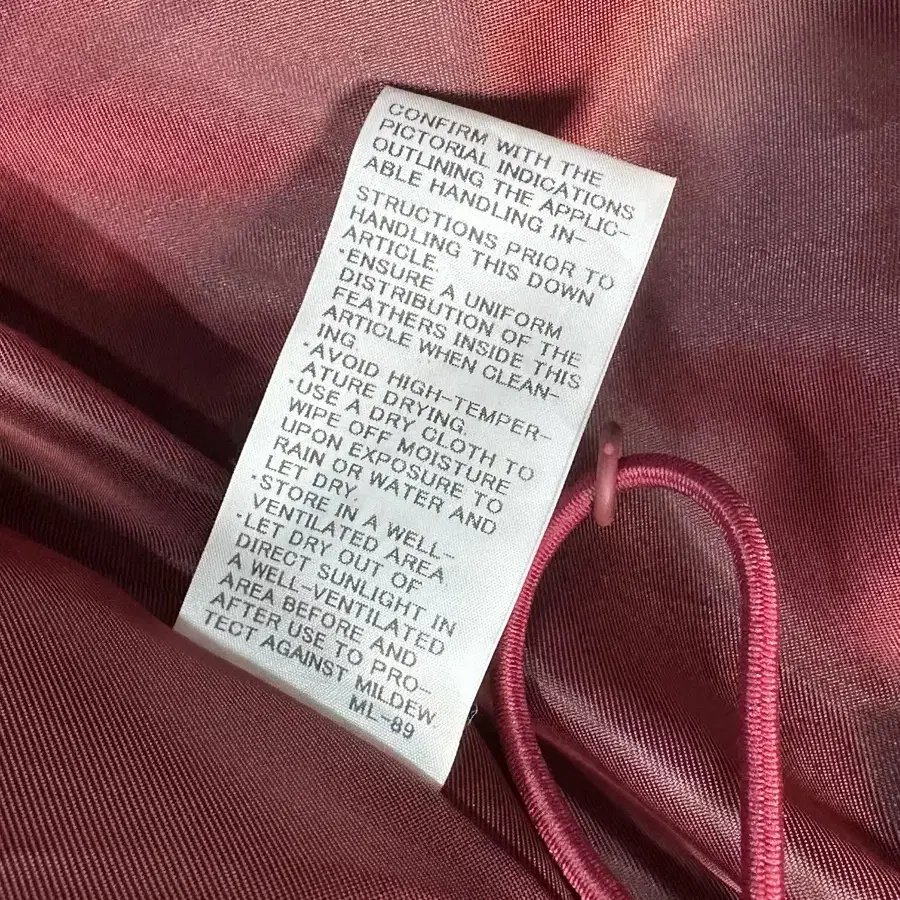 CONFIRM WITH THE
PICTORIAL INDICATIONS
OUTLINING THE APPLIC-
ABLE HANDLING IN-
STRUCTIONS PRIOR TO
HANDLING THIS DOWN
ARTICLE.
·ENSURE A UNIFORM
DISTRIBUTION OF THE
FEATHERS INSIDE THIS
ARTICLE WHEN CLEAN-
ING
·AVOID HIGH-TEMPER-
ATURE DRYING.
·USE A DRY CLOTH TO
WIPE OFF MOISTURE
UPON EXPOSURE TO
RAIN OR WATER AND
LET IT DRY.
·STORE IN A WELL-
VENTILATED AREA
·LET DRY OUT OF
DIRECT SUNLIGHT IN
A WELL-VENTILATED
AREA BEFORE AND
AFTER USE TO PRO-
TECT AGAINST MILDEW.
ML-89